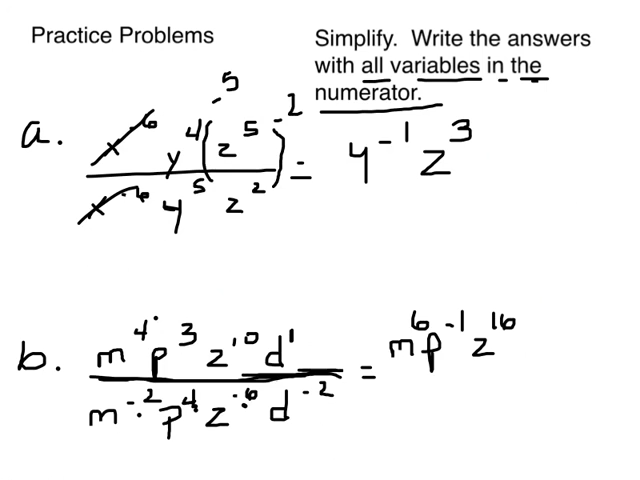 Practice Problems
Simplify. Write the answers
with all variables in the
numerator.
-5
a. x^-6 y^4 (z^5)^-2 / x^-6 y^5 z^2 = y^-1 z^3
b. m^4 p^3 z^10 d^1 / m^-2 p^4 z^-6 d^-2 = m^6 p^-1 z^16